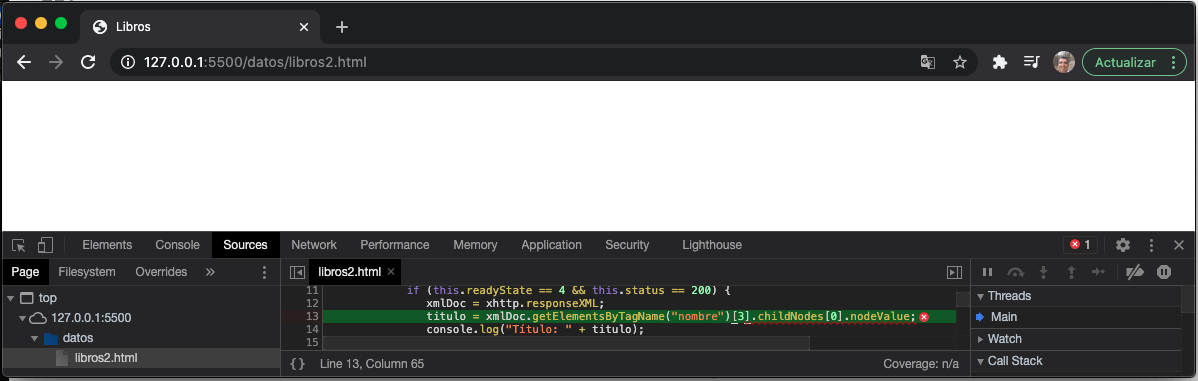 Libros
127.0.0.1:5500/datos/libros2.html
Actualizar
Elements Console Sources Network Performance Memory Application Security Lighthouse 1
Page Filesystem Overrides » libros2.html
top
127.0.0.1:5500
datos
libros2.html
11 if (this.readyState == 4 && this.status == 200) {
12 xmlDoc = xhttp.responseXML;
13 titulo = xmlDoc.getElementsByTagName("nombre")[3].childNodes[0].nodeValue;
14 console.log("Título: " + titulo);
15
{} Line 13, Column 65 Coverage: n/a
Threads
Main
Watch
Call Stack